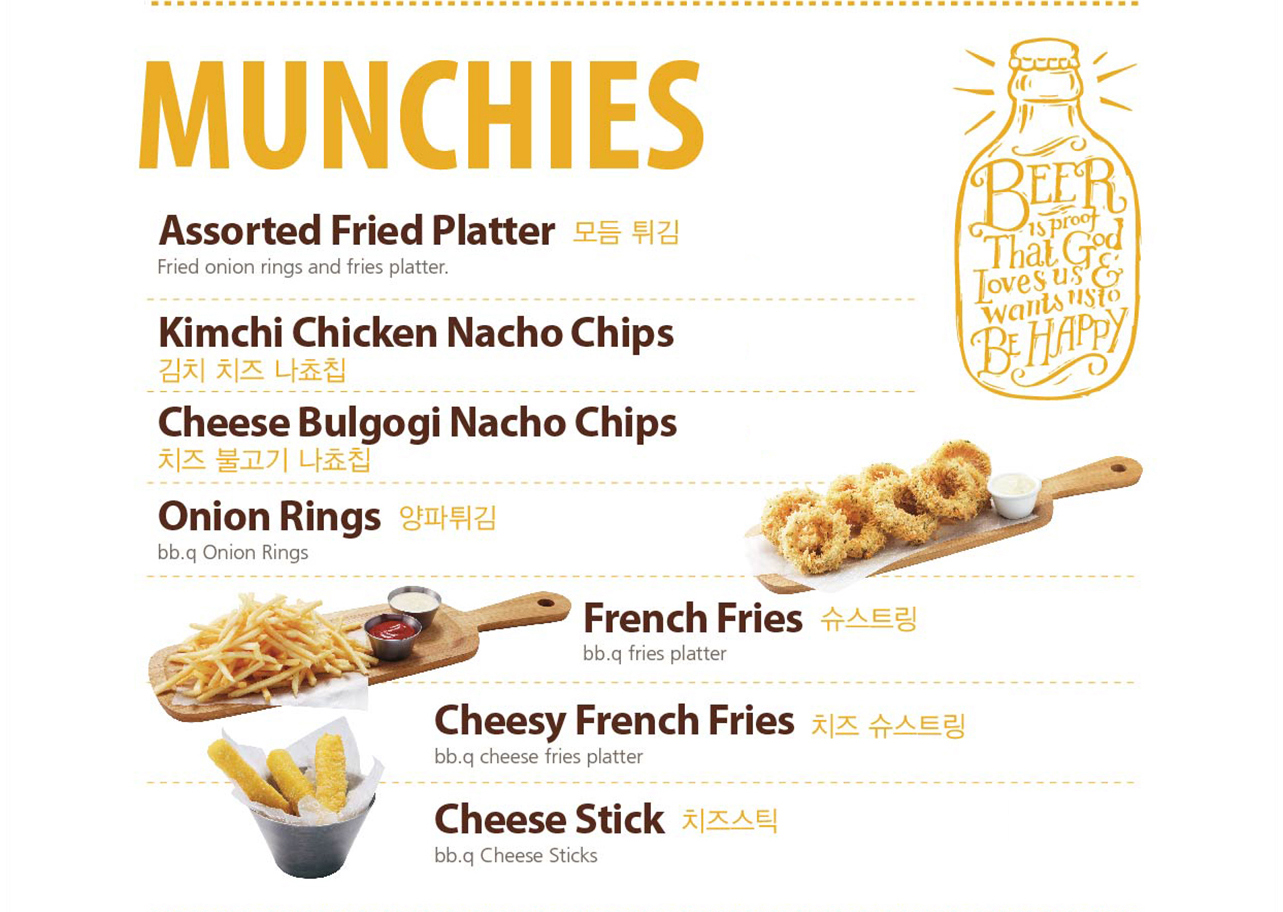 MUNCHIES
Assorted Fried Platter 모듬 튀김
Fried onion rings and fries platter.
Kimchi Chicken Nacho Chips
김치 치즈 나쵸칩
Cheese Bulgogi Nacho Chips
치즈 불고기 나쵸칩
Onion Rings 양파튀김
bb.q Onion Rings
French Fries 슈스트링
bb.q fries platter
Cheesy French Fries 치즈 슈스트링
bb.q cheese fries platter
Cheese Stick 치즈스틱
bb.q Cheese Sticks
BEER
is proof
That God
Loves us &
wants us to
BE HAPPY